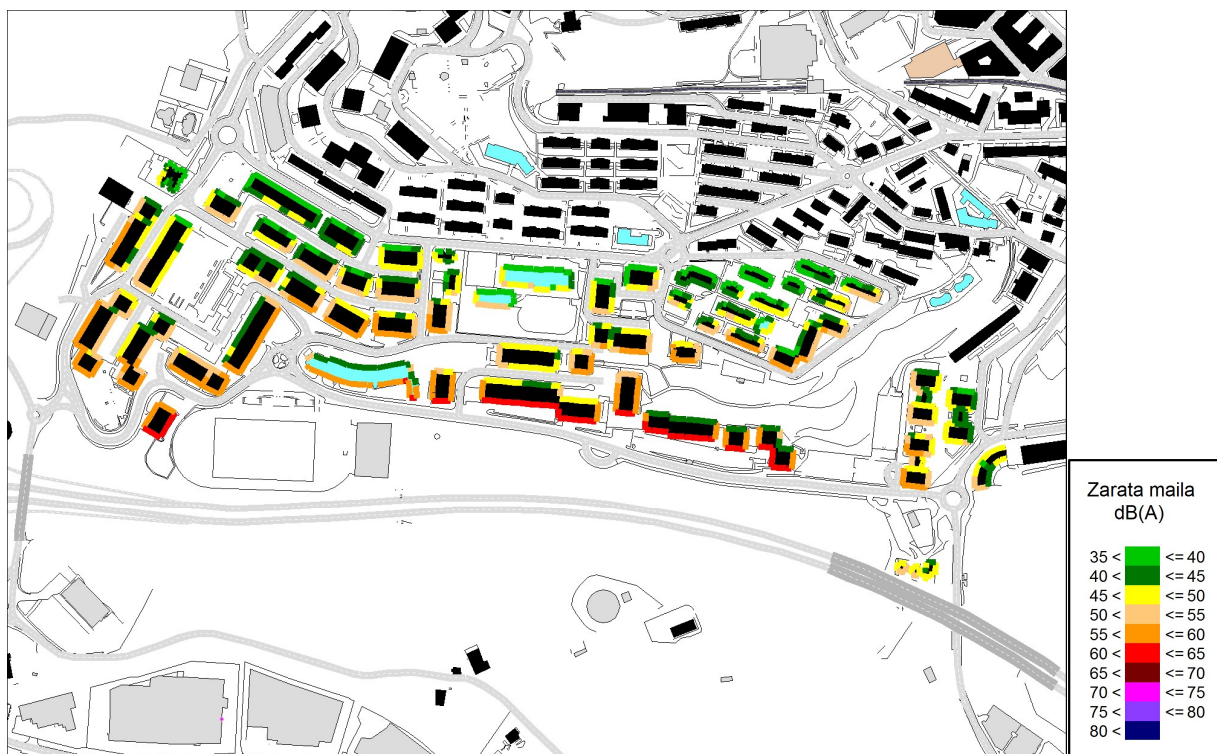 Zarata maila
dB(A)
35 < <= 40
40 < <= 45
45 < <= 50
50 < <= 55
55 < <= 60
60 < <= 65
65 < <= 70
70 < <= 75
75 < <= 80
80 <